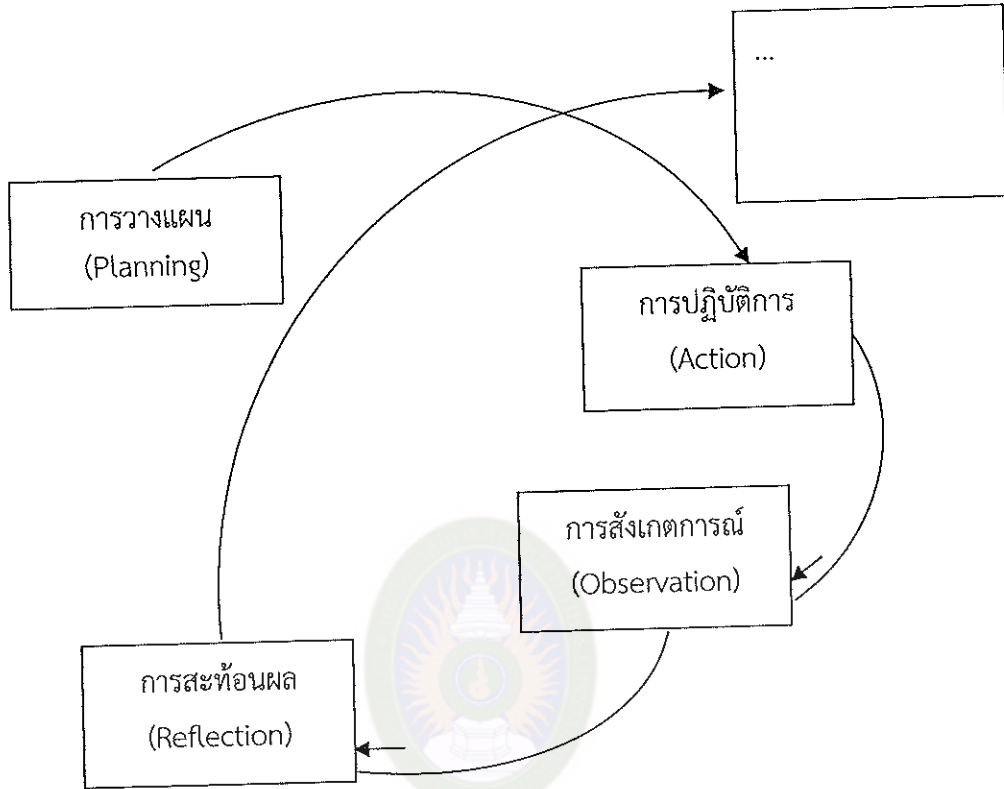 ...
การวางแผน
(Planning)
การปฏิบัติการ
(Action)
การสังเกตการณ์
(Observation)
การสะท้อนผล
(Reflection)